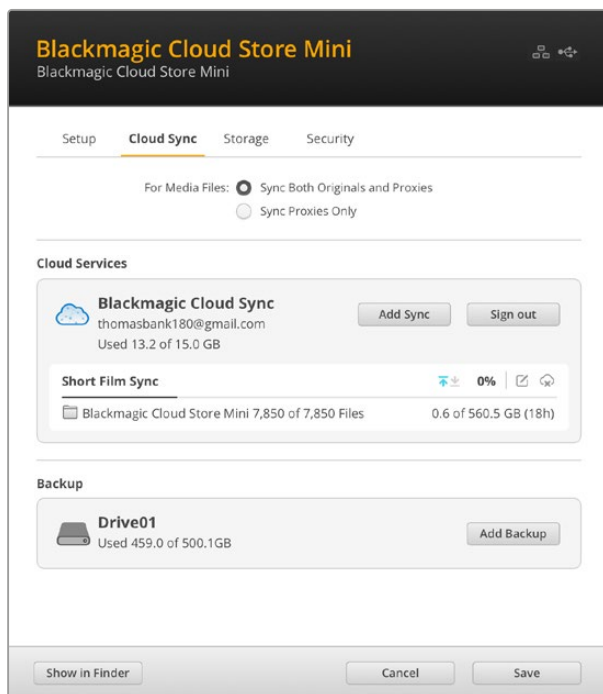 Blackmagic Cloud Store Mini
Blackmagic Cloud Store Mini
Setup Cloud Sync Storage Security
For Media Files: Sync Both Originals and Proxies
Sync Proxies Only
Cloud Services
Blackmagic Cloud Sync
thomasbank180@gmail.com
Used 13.2 of 15.0 GB
Add Sync Sign out
Short Film Sync 0%
Blackmagic Cloud Store Mini 7,850 of 7,850 Files 0.6 of 560.5 GB (18h)
Backup
Drive01
Used 459.0 of 500.1GB
Add Backup
Show in Finder Cancel Save